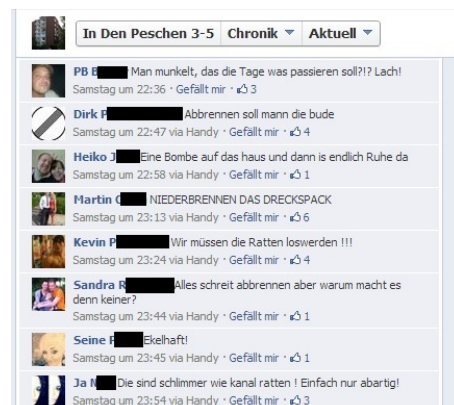 In Den Peschen 3-5 Chronik Aktuell
PB B Man munkelt, das die Tage was passieren soll?!? Lach!
Samstag um 22:36 · Gefällt mir · 3
Dirk P Abbrennen soll mann die bude
Samstag um 22:47 via Handy · Gefällt mir · 4
Heiko J Eine Bombe auf das haus und dann is endlich Ruhe da
Samstag um 22:58 via Handy · Gefällt mir · 1
Martin C NIEDERBRENNEN DAS DRECKSPACK
Samstag um 23:13 via Handy · Gefällt mir · 6
Kevin P Wir müssen die Ratten loswerden !!!
Samstag um 23:24 via Handy · Gefällt mir · 4
Sandra R Alles schreit abbrennen aber warum macht es
denn keiner?
Samstag um 23:44 via Handy · Gefällt mir · 1
Seine F Ekelhaft!
Samstag um 23:45 via Handy · Gefällt mir · 1
Ja N Die sind schlimmer wie kanal ratten ! Einfach nur abartig!
Samstag um 23:54 via Handy · Gefällt mir · 3